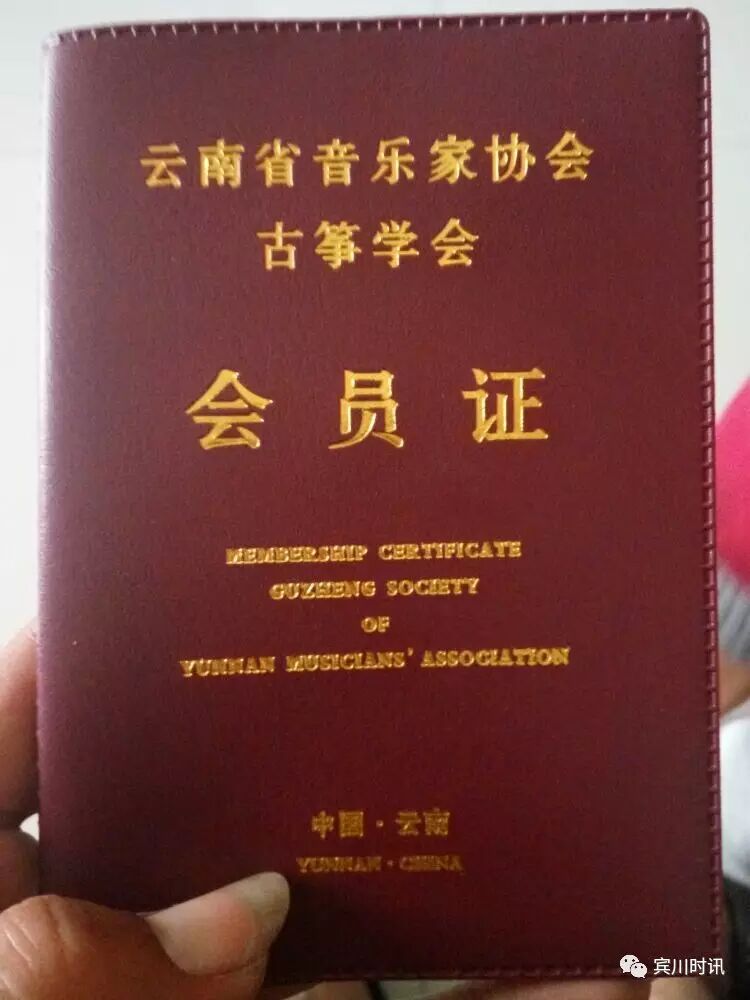 云南省音乐家协会
古筝学会
会员证
MEMBERSHIP CERTIFICATE
GUZHENG SOCIETY
OF
YUNNAN MUSICIANS' ASSOCIATION
中国·云南
YUNNAN·CHINA
宾川时讯